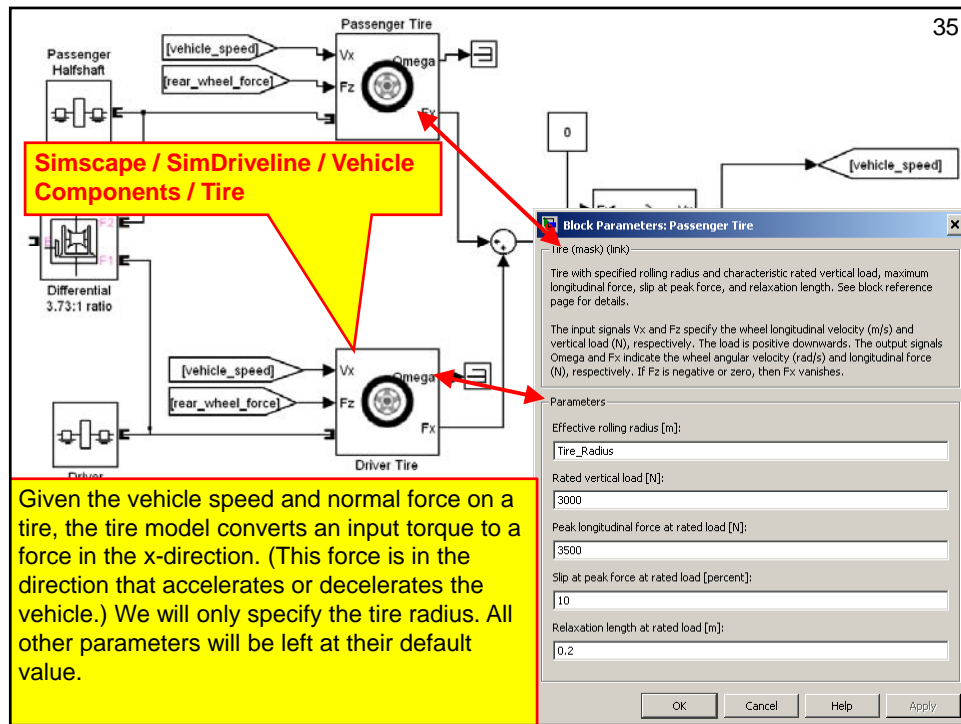 35
Passenger Tire
[vehicle_speed]
Vx
Omega
Passenger
Halfshaft
[rear_wheel_force]
Fz
Fx
0
[vehicle_speed]
Simscape / SimDriveline / Vehicle
Components / Tire
F2
F1
Differential
3.73:1 ratio
[vehicle_speed]
Vx
Omega
[rear_wheel_force]
Fz
Fx
Driver Tire
Given the vehicle speed and normal force on a
tire, the tire model converts an input torque to a
force in the x-direction. (This force is in the
direction that accelerates or decelerates the
vehicle.) We will only specify the tire radius. All
other parameters will be left at their default
value.
Block Parameters: Passenger Tire
Tire (mask) (link)
Tire with specified rolling radius and characteristic rated vertical load, maximum
longitudinal force, slip at peak force, and relaxation length. See block reference
page for details.
The input signals Vx and Fz specify the wheel longitudinal velocity (m/s) and
vertical load (N), respectively. The load is positive downwards. The output signals
Omega and Fx indicate the wheel angular velocity (rad/s) and longitudinal force
(N), respectively. If Fz is negative or zero, then Fx vanishes.
Parameters
Effective rolling radius [m]:
Tire_Radius
Rated vertical load [N]:
3000
Peak longitudinal force at rated load [N]:
3500
Slip at peak force at rated load [percent]:
10
Relaxation length at rated load [m]:
0.2
OK
Cancel
Help
Apply